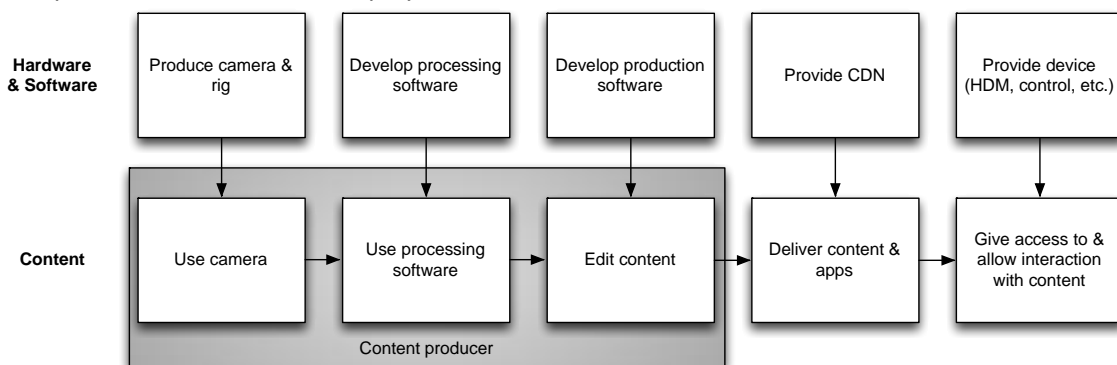 Hardware
& Software
Produce camera &
rig
Develop processing
software
Develop production
software
Provide CDN
Provide device
(HDM, control, etc.)
Content
Use camera
Use processing
software
Edit content
Deliver content &
apps
Give access to &
allow interaction
with content
Content producer